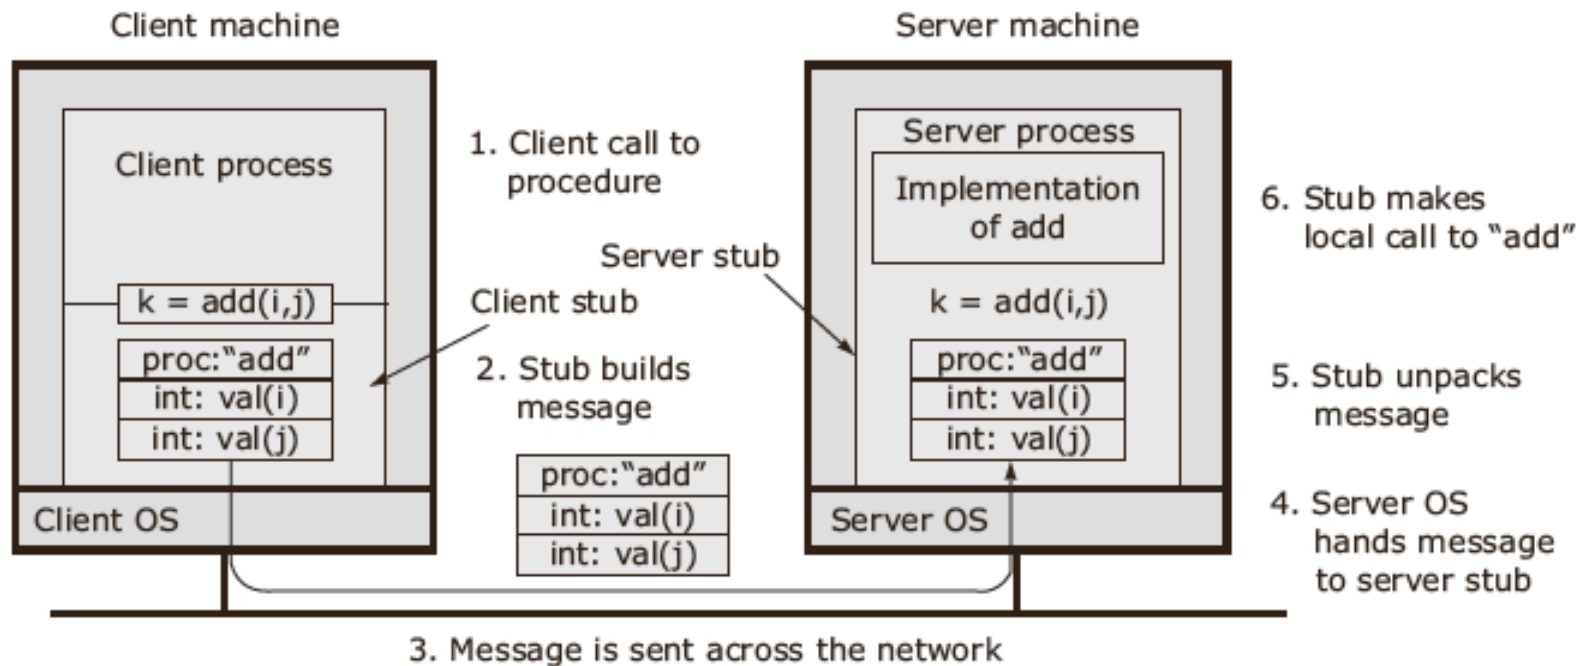 Client machine
Server machine
Client process
1. Client call to
procedure
Server process
Implementation
of add
6. Stub makes
local call to “add”
Server stub
k = add(i,j)
Client stub
k = add(i,j)
proc:“add”
int: val(i)
int: val(j)
2. Stub builds
message
proc:“add”
int: val(i)
int: val(j)
5. Stub unpacks
message
proc:“add”
int: val(i)
int: val(j)
Client OS
Server OS
4. Server OS
hands message
to server stub
3. Message is sent across the network